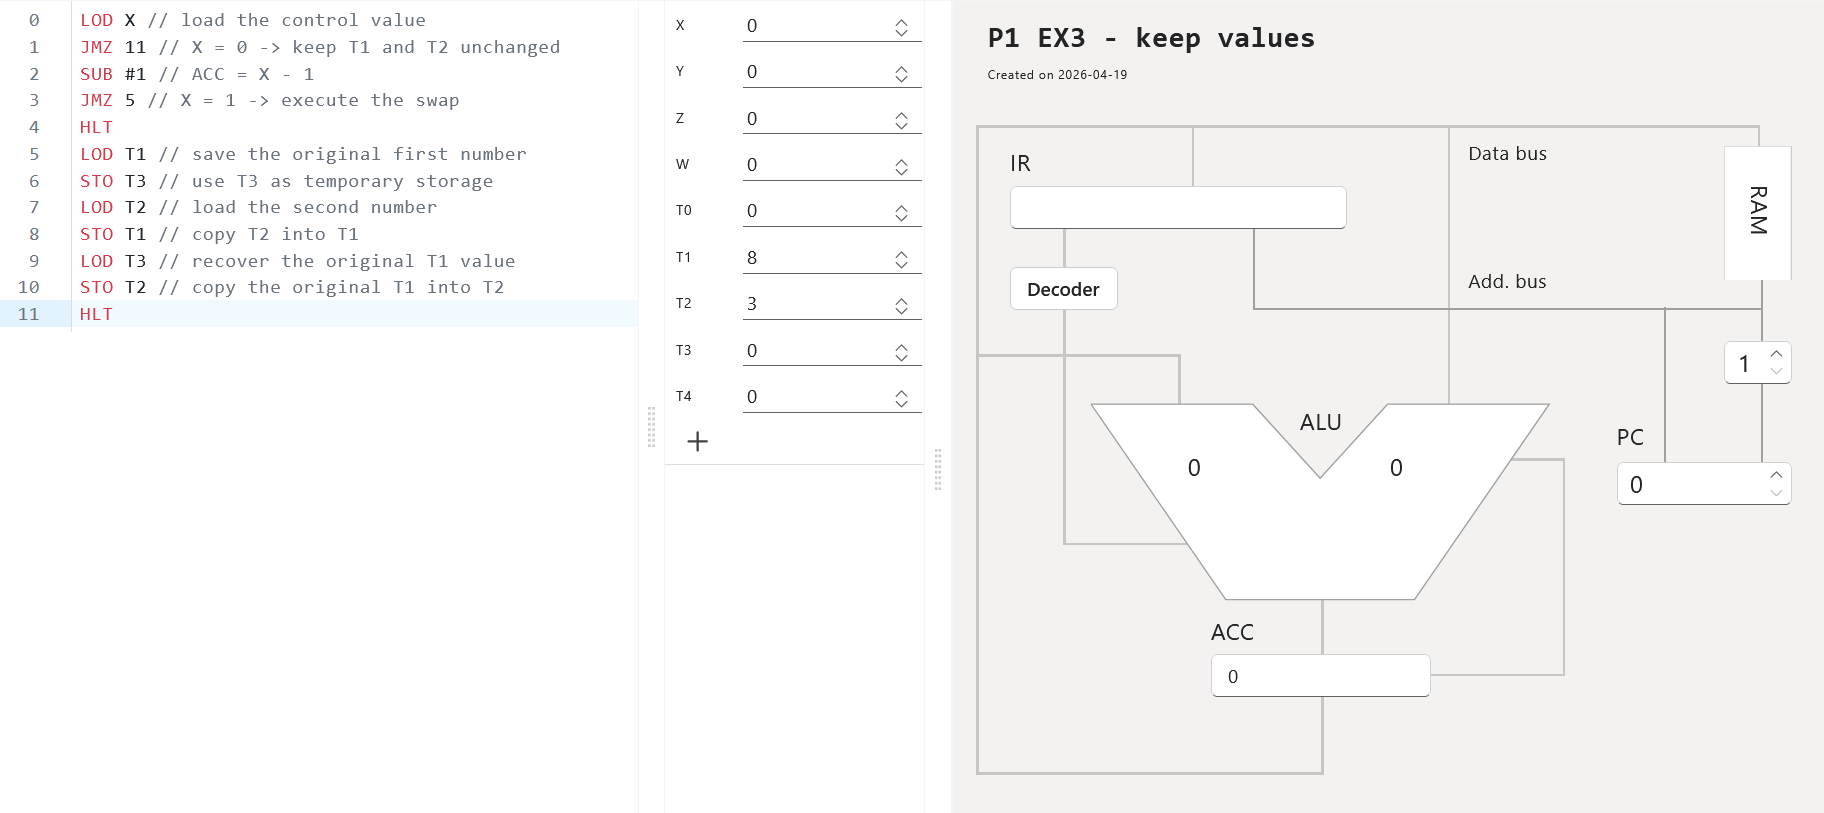 0 LOD X // load the control value
1 JMZ 11 // X = 0 -> keep T1 and T2 unchanged
2 SUB #1 // ACC = X - 1
3 JMZ 5 // X = 1 -> execute the swap
4 HLT
5 LOD T1 // save the original first number
6 STO T3 // use T3 as temporary storage
7 LOD T2 // load the second number
8 STO T1 // copy T2 into T1
9 LOD T3 // recover the original T1 value
10 STO T2 // copy the original T1 into T2
11 HLT
X 0
Y 0
Z 0
W 0
T0 0
T1 8
T2 3
T3 0
T4 0
P1 EX3 - keep values
Created on 2026-04-19
Data bus
IR
RAM
Add. bus
Decoder
1
ALU
PC
0 0
0
ACC
0